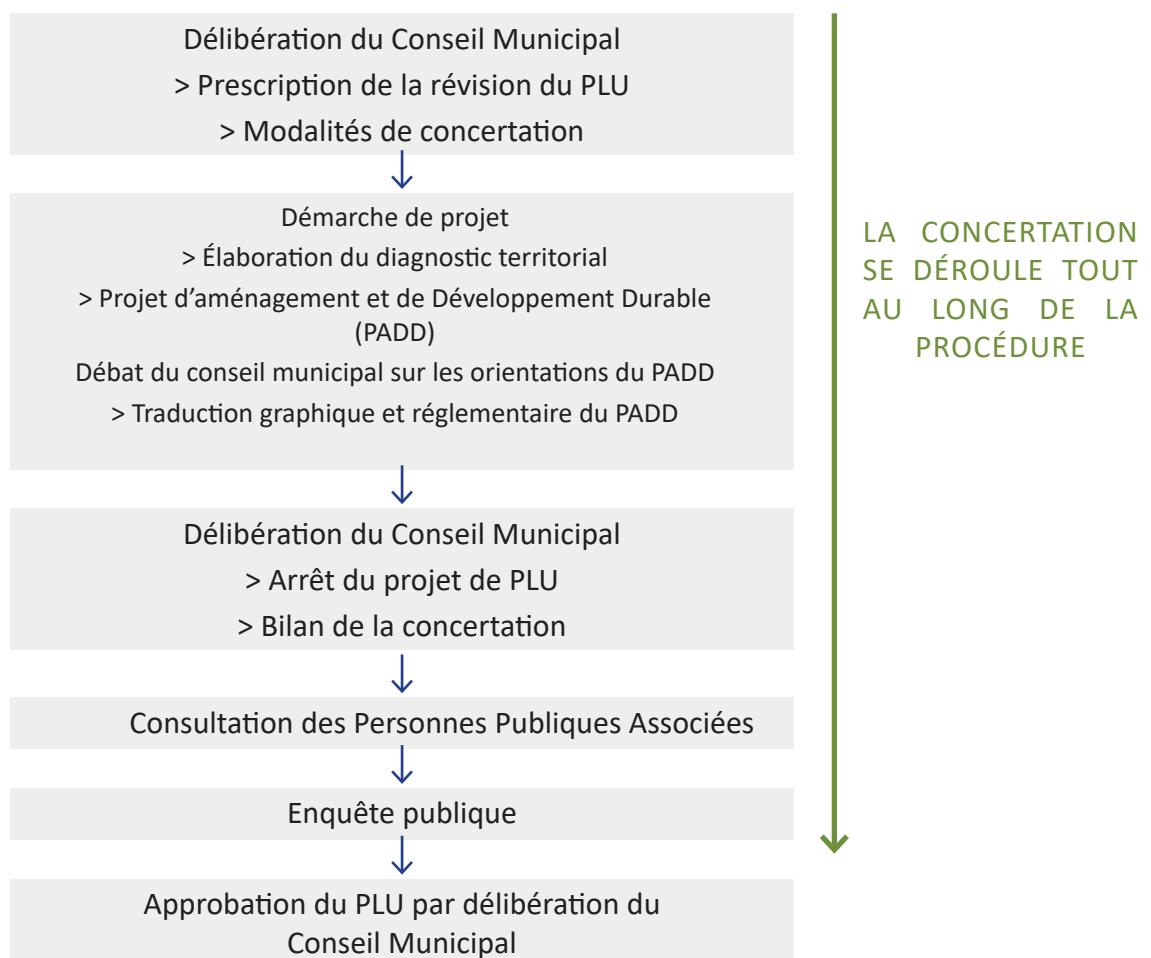 Délibération du Conseil Municipal
> Prescription de la révision du PLU
> Modalités de concertation
Démarche de projet
> Élaboration du diagnostic territorial
> Projet d’aménagement et de Développement Durable
(PADD)
Débat du conseil municipal sur les orientations du PADD
> Traduction graphique et réglementaire du PADD
Délibération du Conseil Municipal
> Arrêt du projet de PLU
> Bilan de la concertation
Consultation des Personnes Publiques Associées
Enquête publique
Approbation du PLU par délibération du
Conseil Municipal
LA CONCERTATION
SE DÉROULE TOUT
AU LONG DE LA
PROCÉDURE